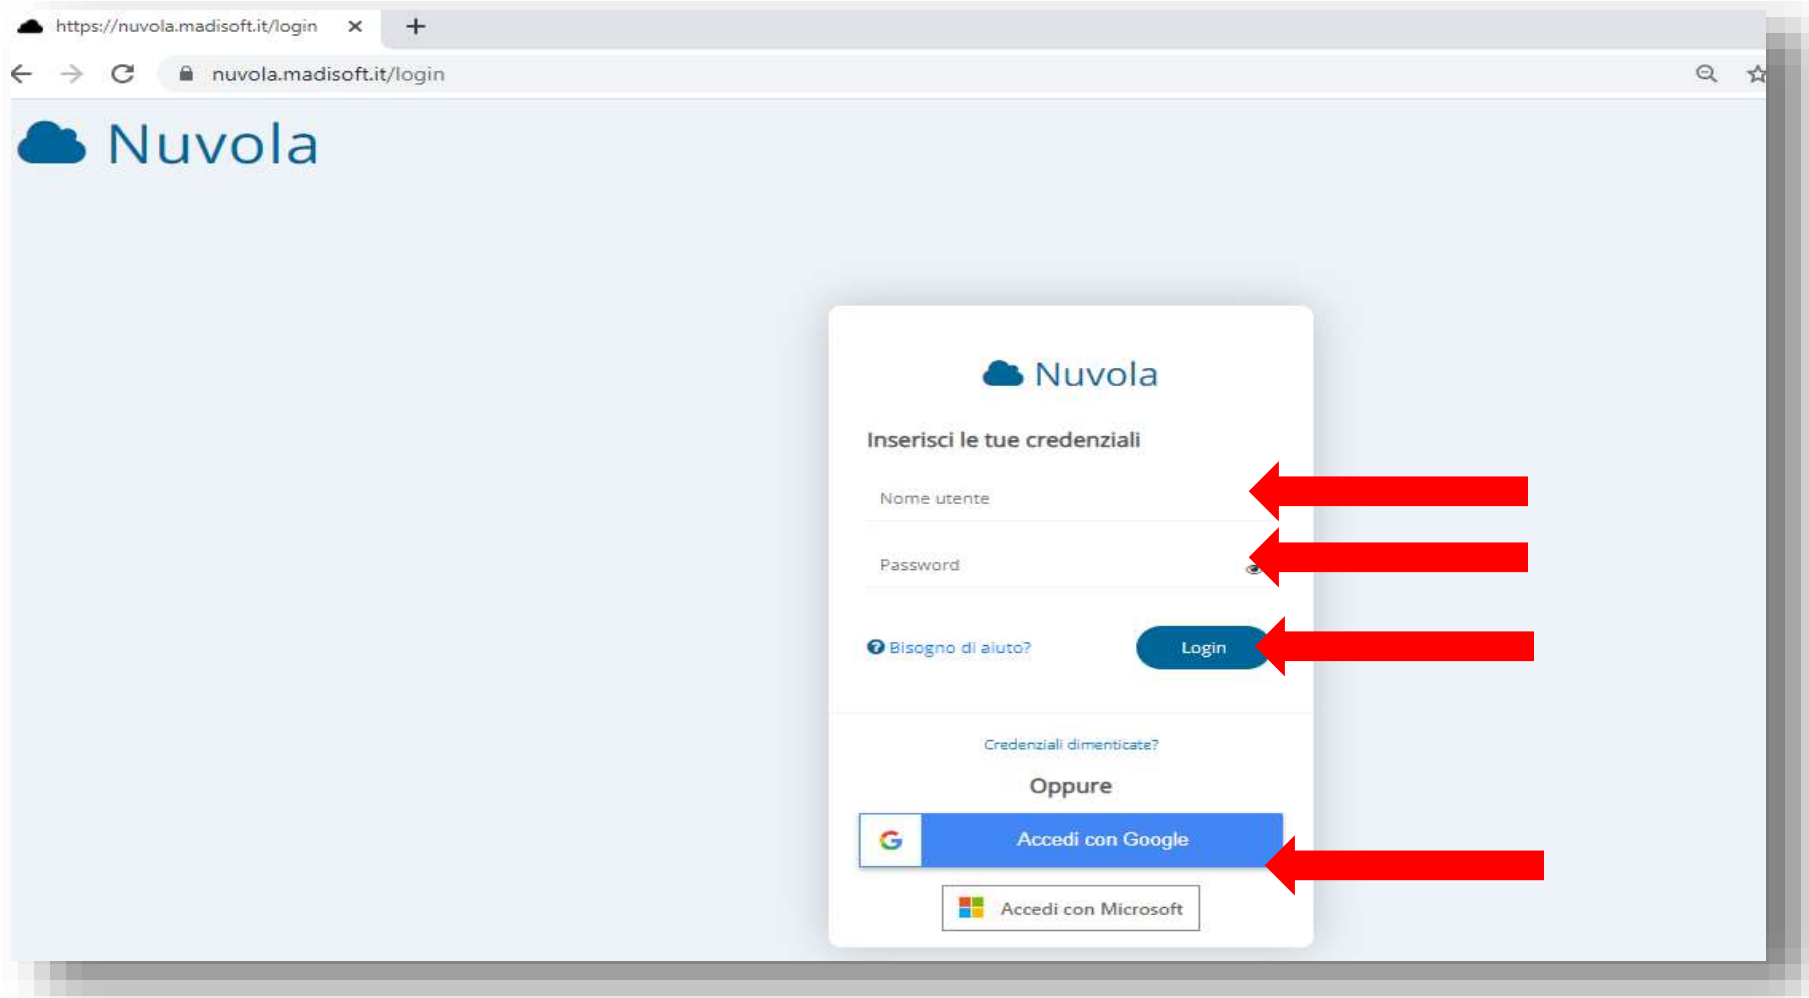 https://nuvola.madisoft.it/login
nuvola.madisoft.it/login
Nuvola
Nuvola
Inserisci le tue credenziali
Nome utente
Password
Bisogno di aiuto?
Login
Credenziali dimenticate?
Oppure
Accedi con Google
Accedi con Microsoft